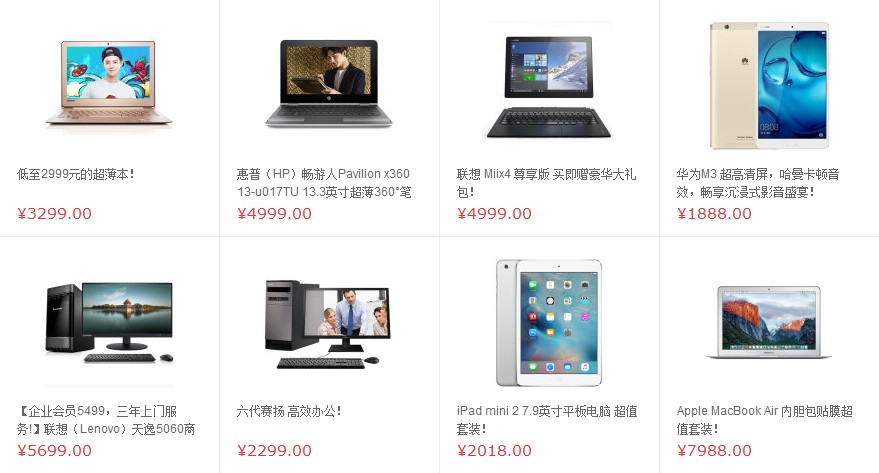 低至2999元的超薄本！
¥3299.00
惠普（HP）畅游人Pavilion x360
13-u017TU 13.3英寸超薄360°笔
¥4999.00
联想 Miix4 尊享版 买即赠豪华大礼
包！
¥4999.00
华为M3 超高清屏，哈曼卡顿音
效，畅享沉浸式影音盛宴！
¥1888.00
【企业会员5499，三年上门服
务!】联想（Lenovo）天逸5060商
¥5699.00
六代赛扬 高效办公！
¥2299.00
iPad mini 2 7.9英寸平板电脑 超值
套装！
¥2018.00
Apple MacBook Air 内胆包贴膜超
值套装！
¥7988.00